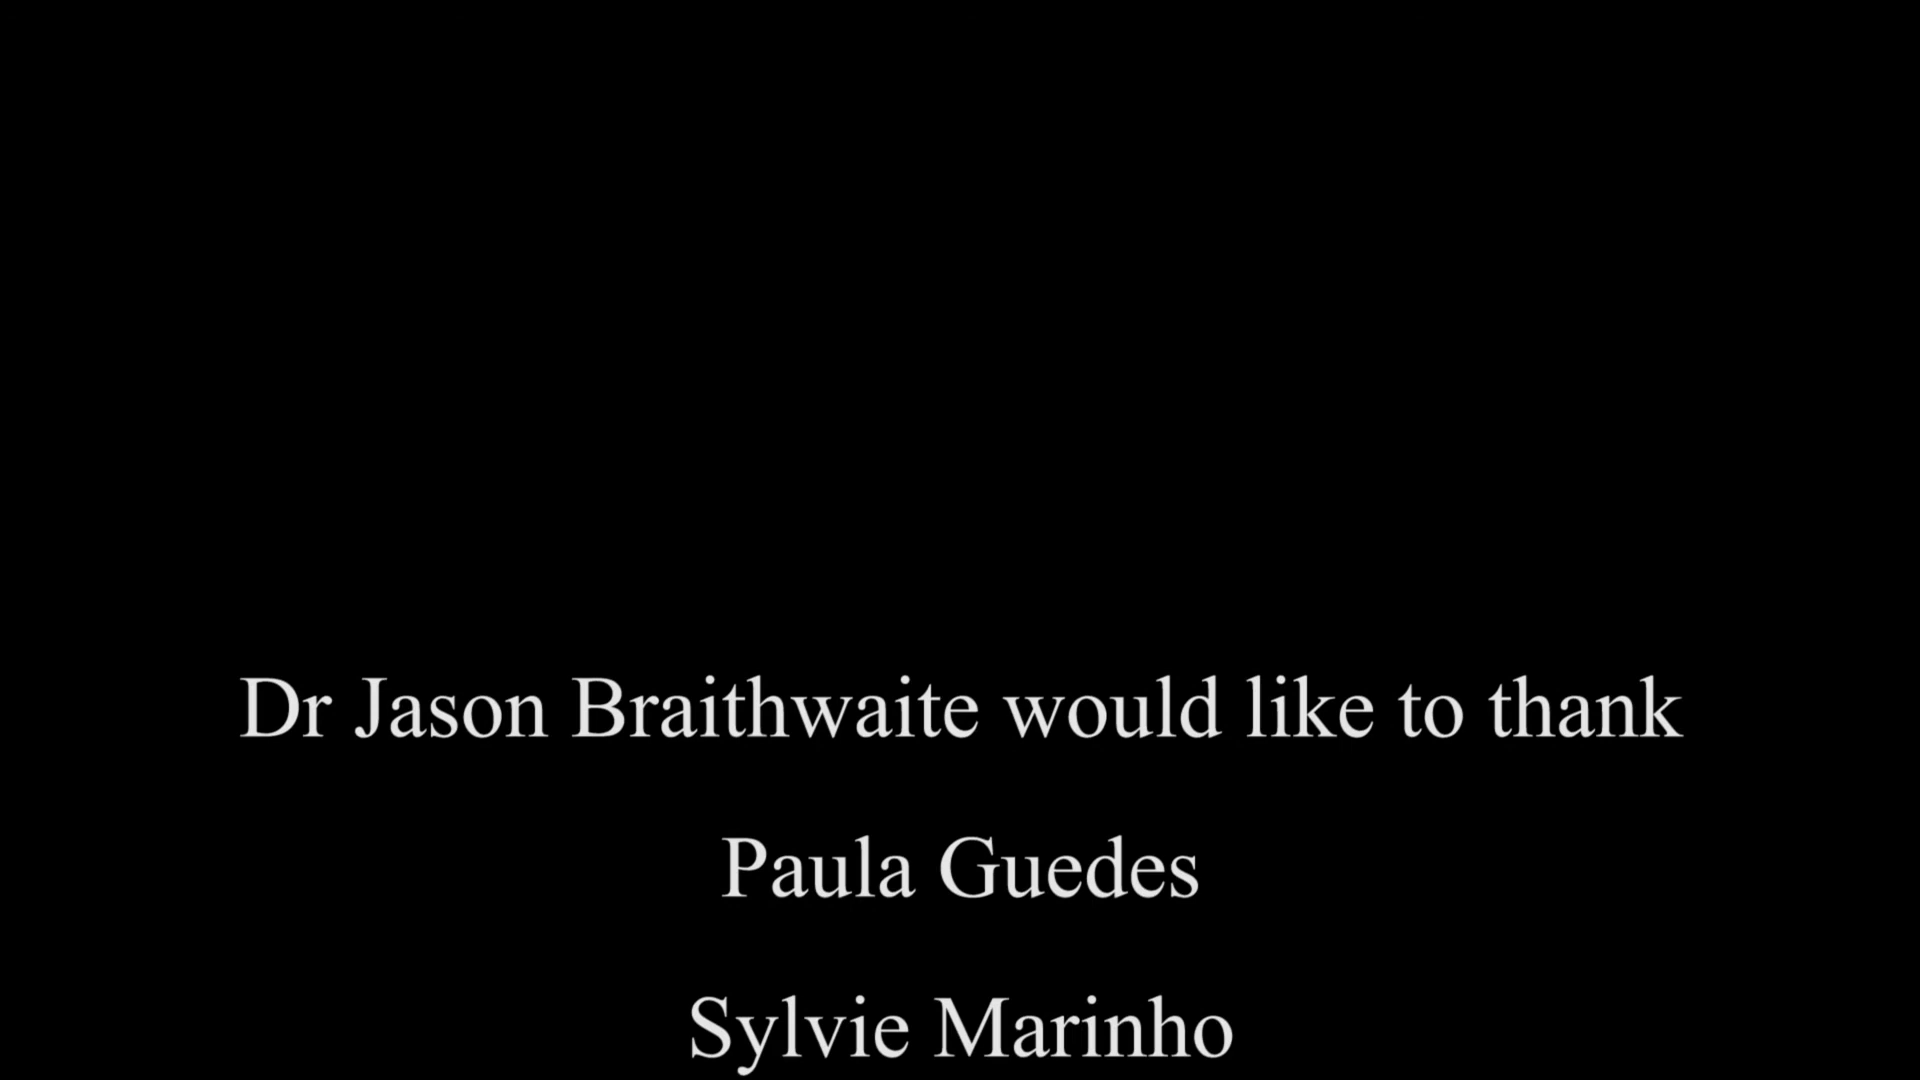 Dr Jason Braithwaite would like to thank
Paula Guedes
Sylvie Marinho